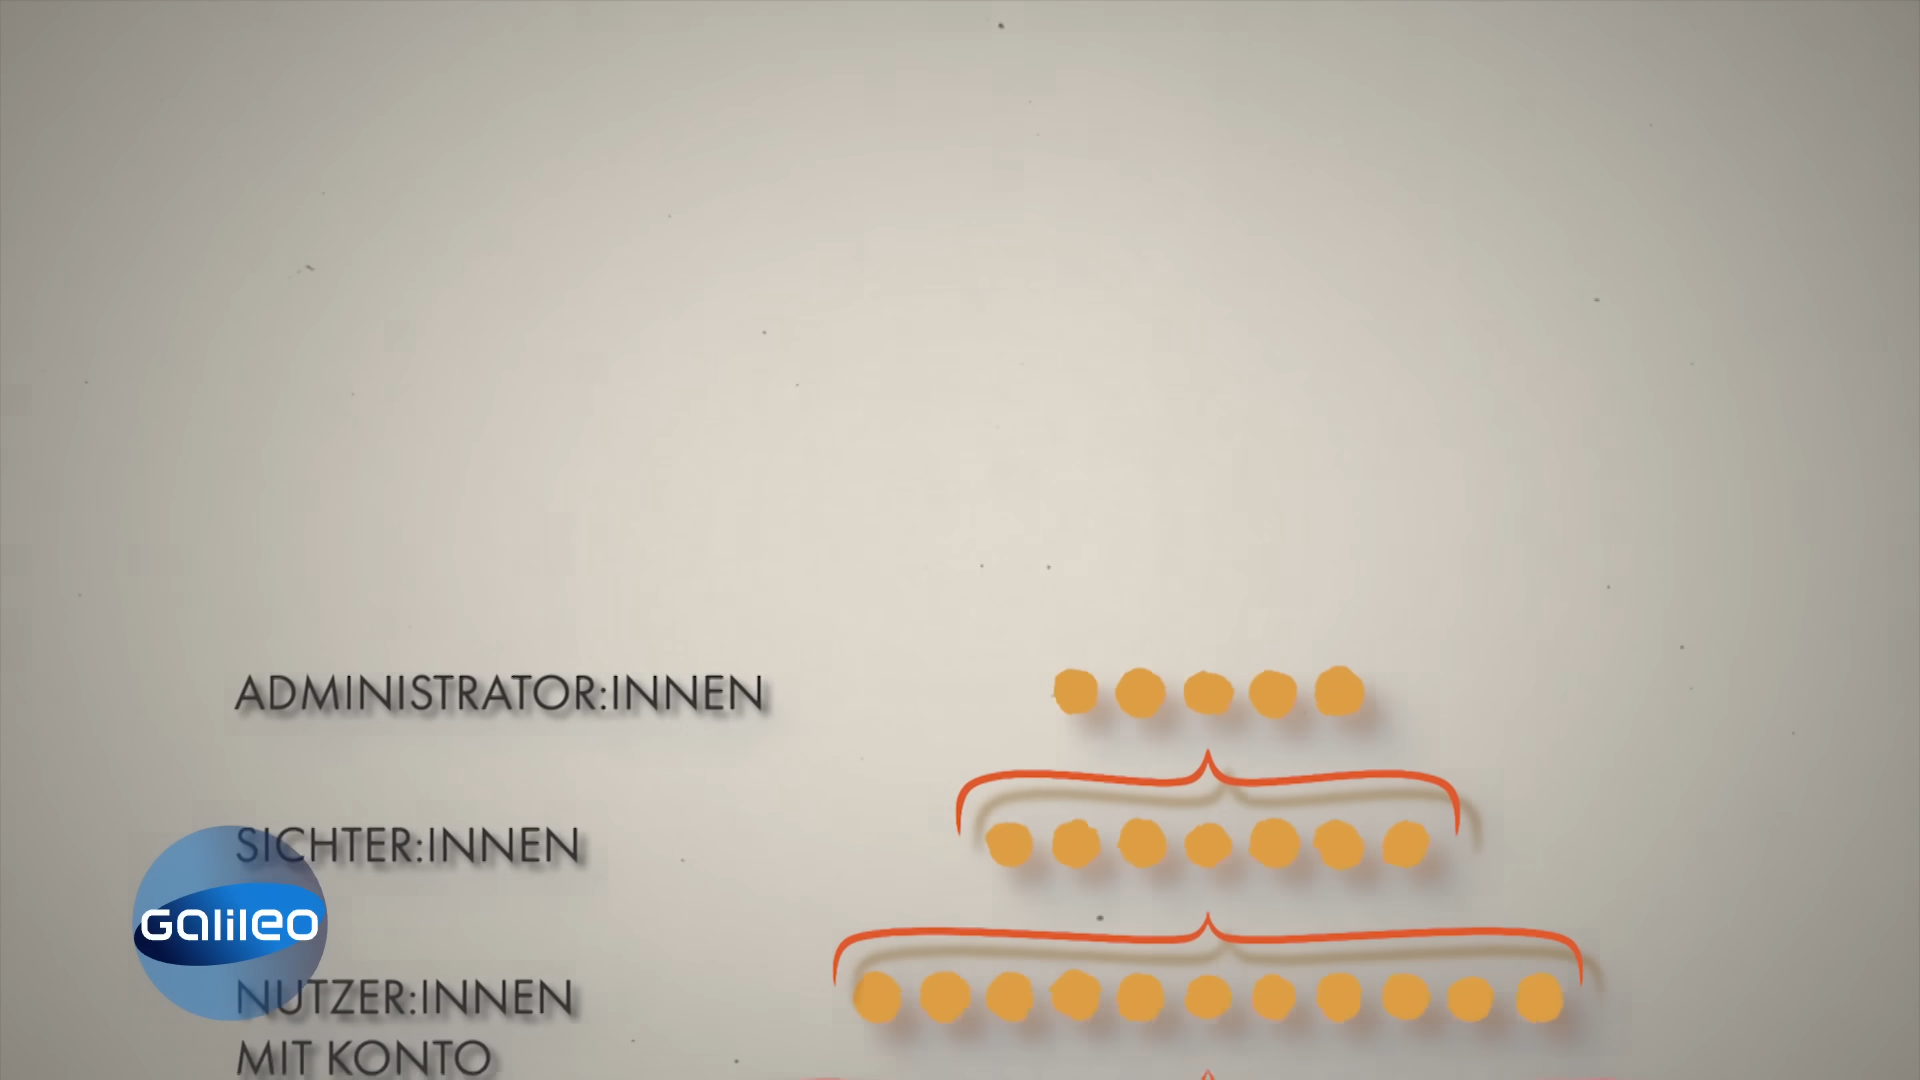 ADMINISTRATOR:INNEN
SICHTER:INNEN
Galileo
NUTZER:INNEN
MIT KONTO